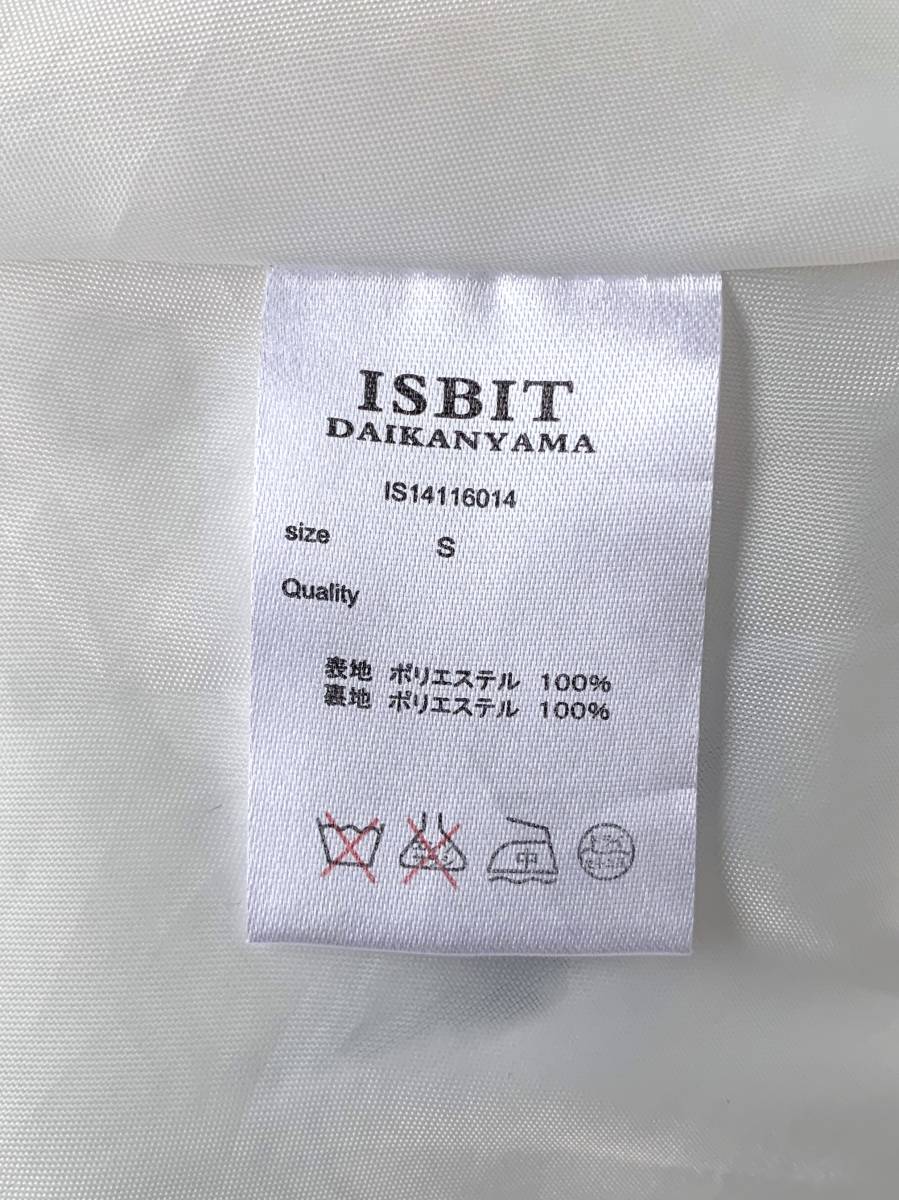 ISBIT
DAIKANYAMA
IS14116014
size S
Quality
表地 ポリエステル 100%
裏地 ポリエステル 100%
中